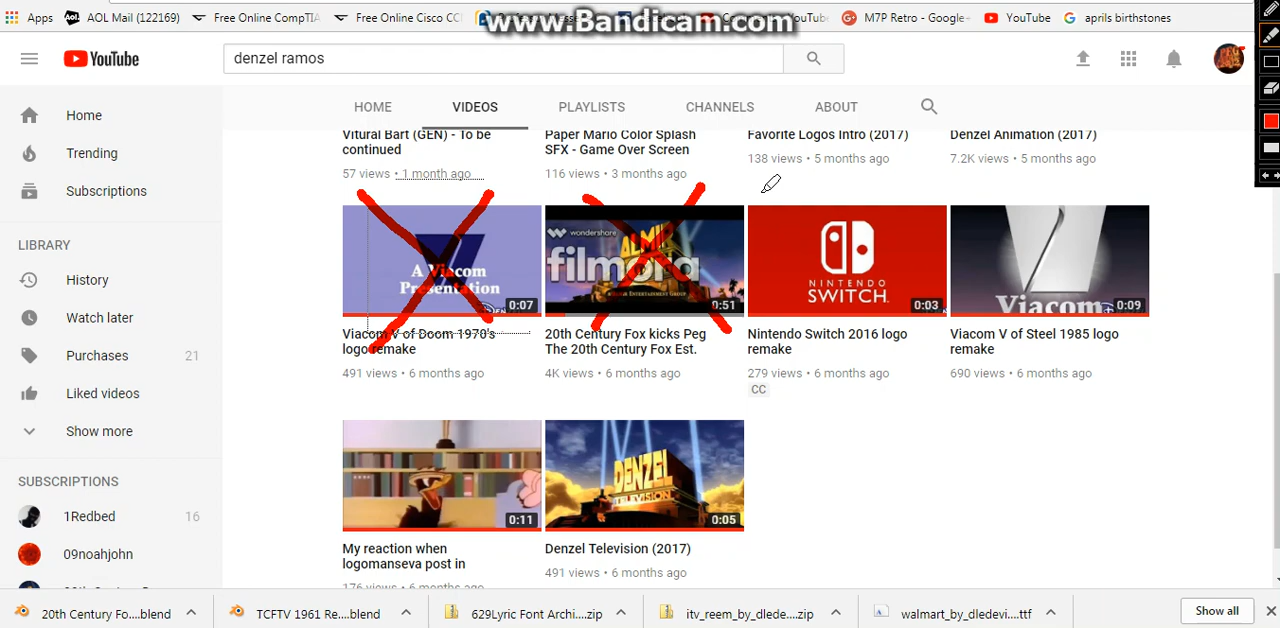 Apps AOL Mail (122169) Free Online CompTIA Free Online Cisco CC YouTube M7P Retro - Google+ YouTube aprils birthstones
www.Bandicam.com
YouTube
denzel ramos
HOME VIDEOS PLAYLISTS CHANNELS ABOUT
Home
Trending
Subscriptions
LIBRARY
History
Watch later
Purchases 21
Liked videos
Show more
SUBSCRIPTIONS
1Redbed 16
09noahjohn
Vitural Bart (GEN) - To be
continued
57 views • 1 month ago
Paper Mario Color Splash
SFX - Game Over Screen
116 views • 3 months ago
Favorite Logos Intro (2017)
138 views • 5 months ago
Denzel Animation (2017)
7.2K views • 5 months ago
A Viacom
Presentation
0:07
Viacom V of Doom 1970's
logo remake
491 views • 6 months ago
wondershare
filmora
0:51
20th Century Fox kicks Peg
The 20th Century Fox Est.
4K views • 6 months ago
NINTENDO
SWITCH
0:03
Nintendo Switch 2016 logo
remake
279 views • 6 months ago
CC
Viacom
0:09
Viacom V of Steel 1985 logo
remake
690 views • 6 months ago
0:11
My reaction when
logomanseva post in
176 views • 6 months ago
DENZEL
TELEVISION
0:05
Denzel Television (2017)
491 views • 6 months ago
20th Century Fo....blend TCFTV 1961 Re....blend 629Lyric Font Archi....zip itv_reem_by_dlede....zip walmart_by_dledevi....ttf Show all